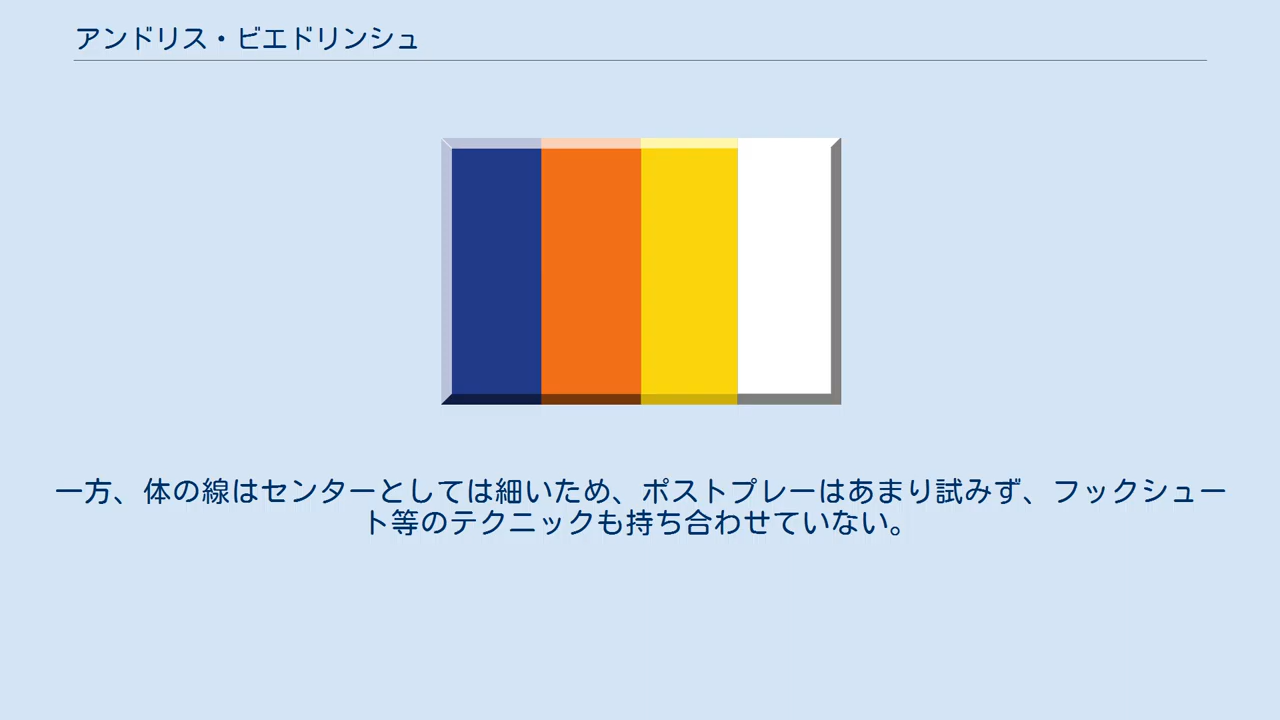 アンドリス・ビエドリンシュ
一方、体の線はセンターとしては細いため、ポストプレーはあまり試みず、フックシュー
ト等のテクニックも持ち合わせていない。